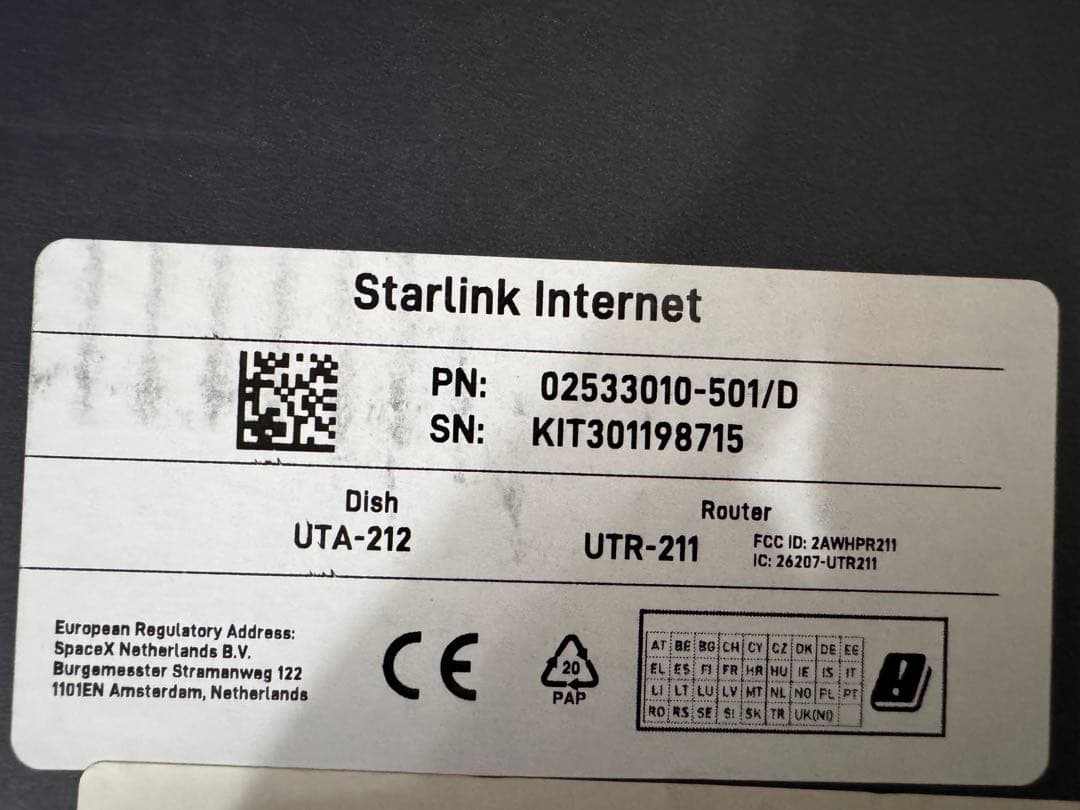 Starlink Internet
PN: 02533010-501/D
SN: KIT301198715
Dish
UTA-212
Router
UTR-211
FCC ID: 2AWHPR211
IC: 26207-UTR211
European Regulatory Address:
SpaceX Netherlands B.V.
Burgemesster Stramanweg 122
1101EN Amsterdam, Netherlands
CE
20
PAP
AT BE BG CH CY CZ DK DE EE
EL ES FI FR HR HU IE IS IT
LI LT LU LV MT NL NO PL PT
RO RS SE SI SK TR UK(NI)